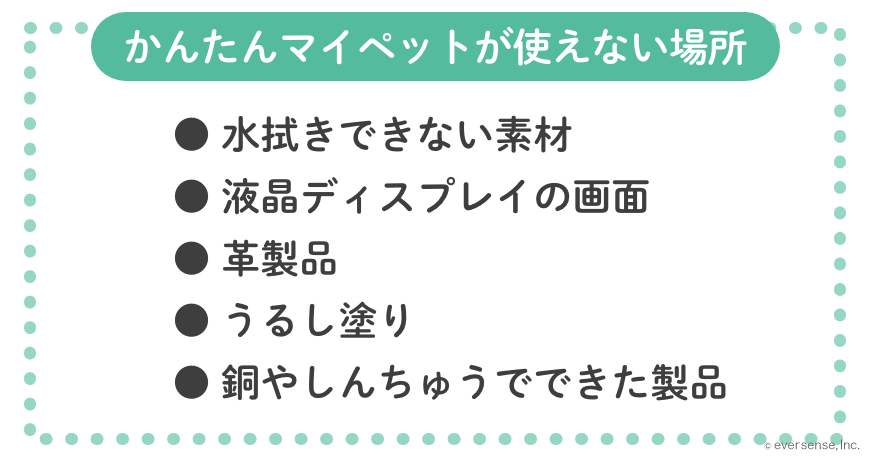 かんたんマイペットが使えない場所
● 水拭きできない素材
● 液晶ディスプレイの画面
● 革製品
● うるし塗り
● 銅やしんちゅうでできた製品
© eversense, Inc.